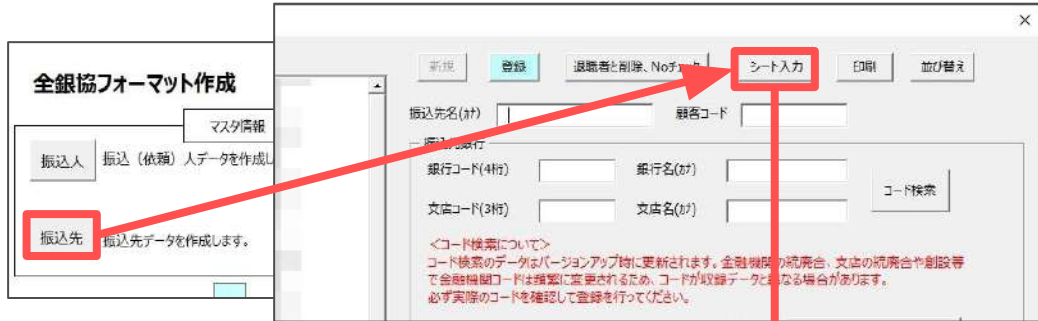 全銀協フォーマット作成
マスタ情報
振込人 振込（依頼）人データを作成し
振込先 振込先データを作成します。
×
新規 登録 退職者と削除、Noチェック シート入力 印刷 並び替え
振込先名(ｶﾅ) 顧客コード
振込先銀行
銀行コード(4桁) 銀行名(ｶﾅ)
コード検索
支店コード(3桁) 支店名(ｶﾅ)
<コード検索について>
コード検索のデータはバージョンアップ時に更新されます。金融機関の統廃合、支店の統廃合や創設等
で金融機関コードは頻繁に変更されるため、コードが収録データと異なる場合があります。
必ず実際のコードを確認して登録を行ってください。